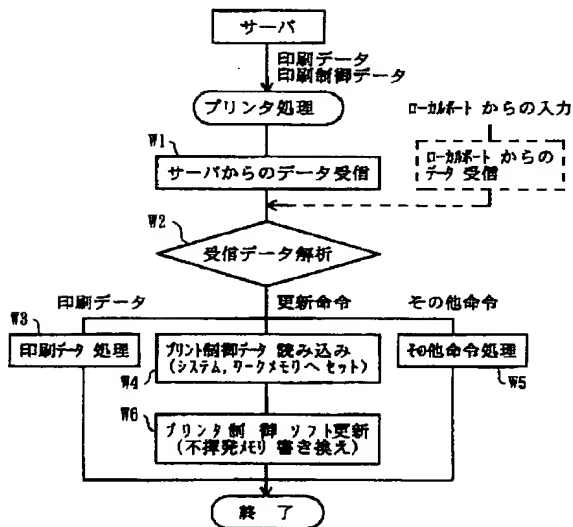 サーバ
印刷データ
印刷制御データ
プリンタ処理
ローカルポート からの入力
W1
サーバからのデータ受信
ローカルポート からの
データ 受信
W2
受信データ解析
印刷データ
更新命令
その他命令
W3
印刷データ 処理
プリント制御データ 読み込み
(システム,ワークメモリへ セット)
W4
その他命令処理
W5
W6
プリンタ 制 御 ソフト更新
(不揮発メモリ 書き換え)
終 了